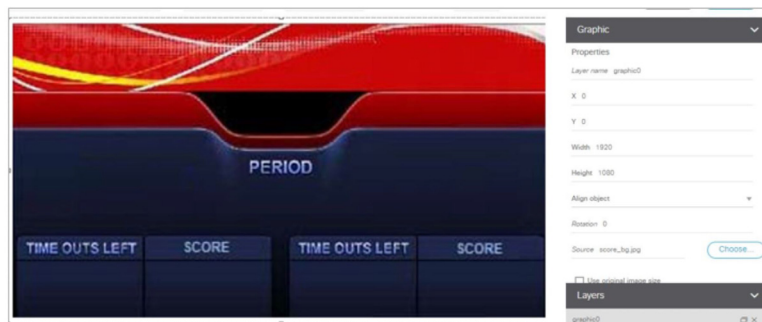 PERIOD
TIME OUTS LEFT SCORE TIME OUTS LEFT SCORE
Graphic
Properties
Layer name graphic0
X 0
Y 0
Width 1920
Height 1080
Align object
Rotation 0
Source score_bg.jpg Choose...
Use original image size
Layers
graphic0